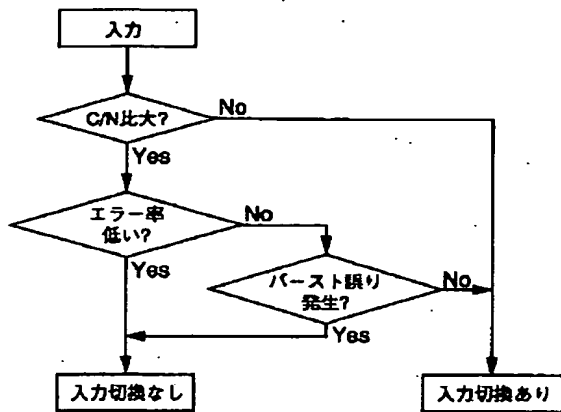 入力
C/N比大?
No
Yes
エラー率
低い?
No
Yes
バースト誤り
発生?
No
Yes
入力切換なし
入力切換あり